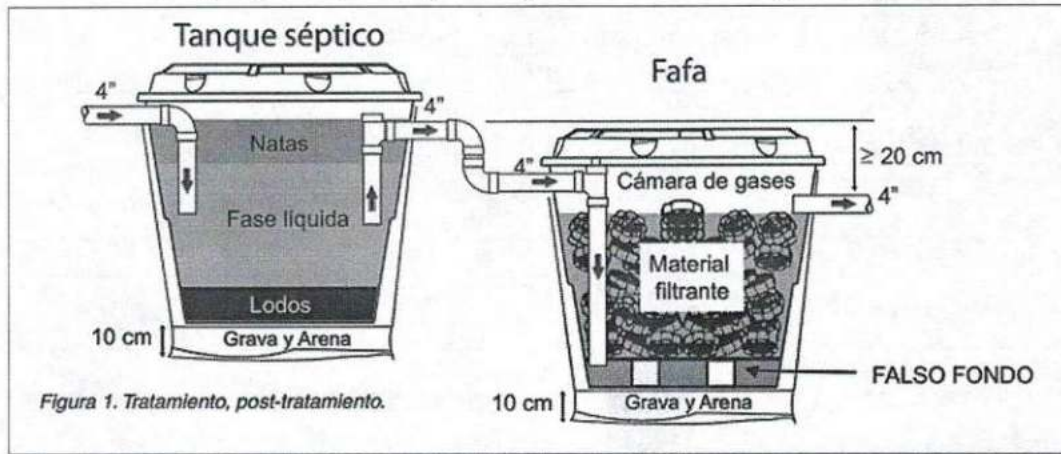 Tanque séptico
Fafa
4"
4"
4"
4"
Natas
Fase líquida
Lodos
10 cm
Grava y Arena
≥ 20 cm
Cámara de gases
Material
filtrante
FALSO FONDO
10 cm
Grava y Arena
Figura 1. Tratamiento, post-tratamiento.